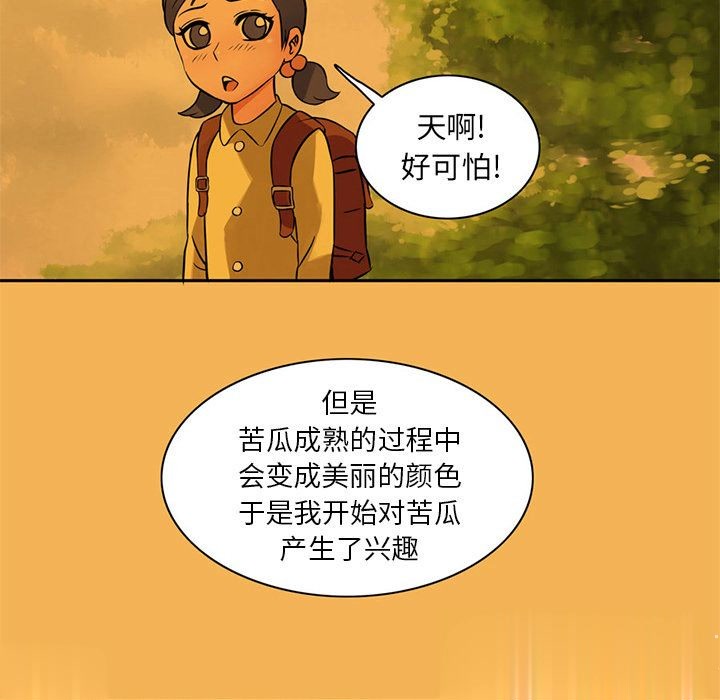 天啊!
好可怕!
但是
苦瓜成熟的过程中
会变成美丽的颜色
于是我开始对苦瓜
产生了兴趣